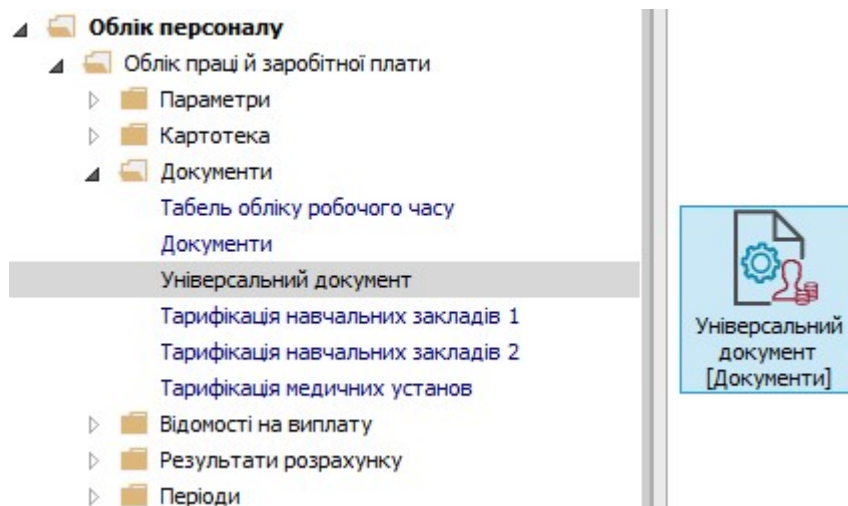 Облік персоналу
Облік праці й заробітної плати
Параметри
Картотека
Документи
Табель обліку робочого часу
Документи
Універсальний документ
Тарифікація навчальних закладів 1
Тарифікація навчальних закладів 2
Тарифікація медичних установ
Відомості на виплату
Результати розрахунку
Періоди
Універсальний
документ
[Документи]